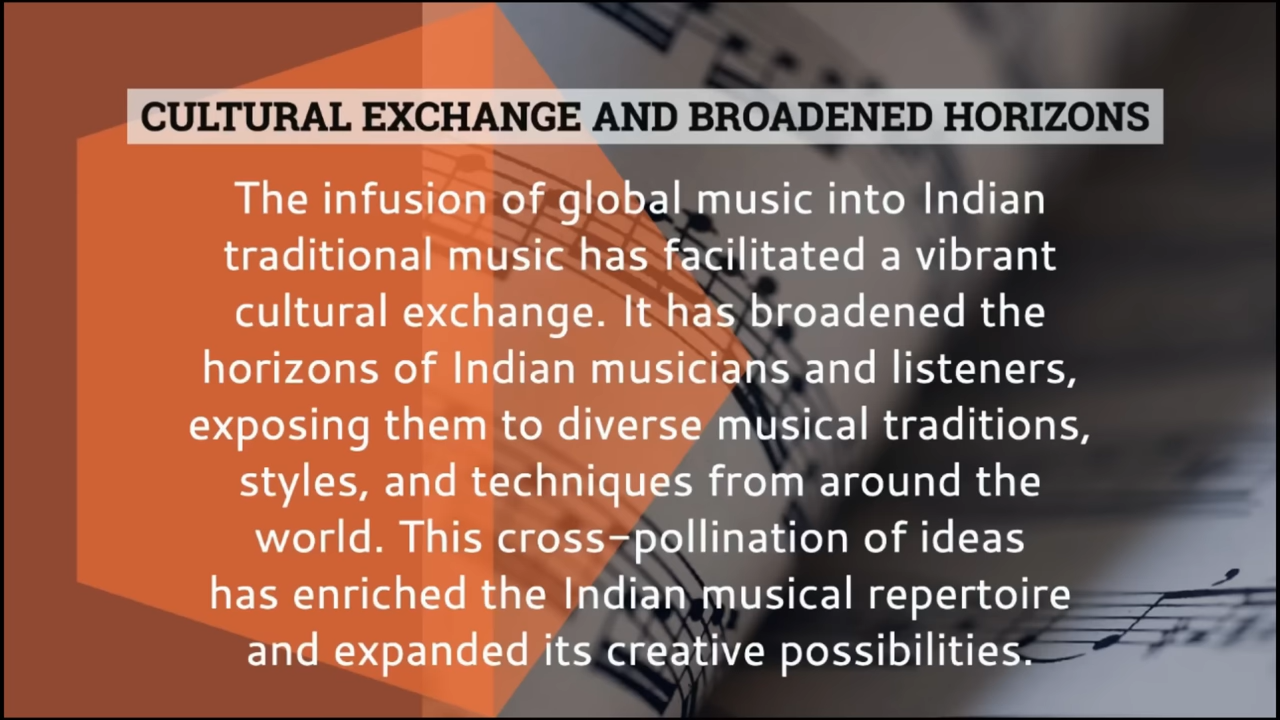 CULTURAL EXCHANGE AND BROADENED HORIZONS
The infusion of global music into Indian
traditional music has facilitated a vibrant
cultural exchange. It has broadened the
horizons of Indian musicians and listeners,
exposing them to diverse musical traditions,
styles, and techniques from around the
world. This cross-pollination of ideas
has enriched the Indian musical repertoire
and expanded its creative possibilities.